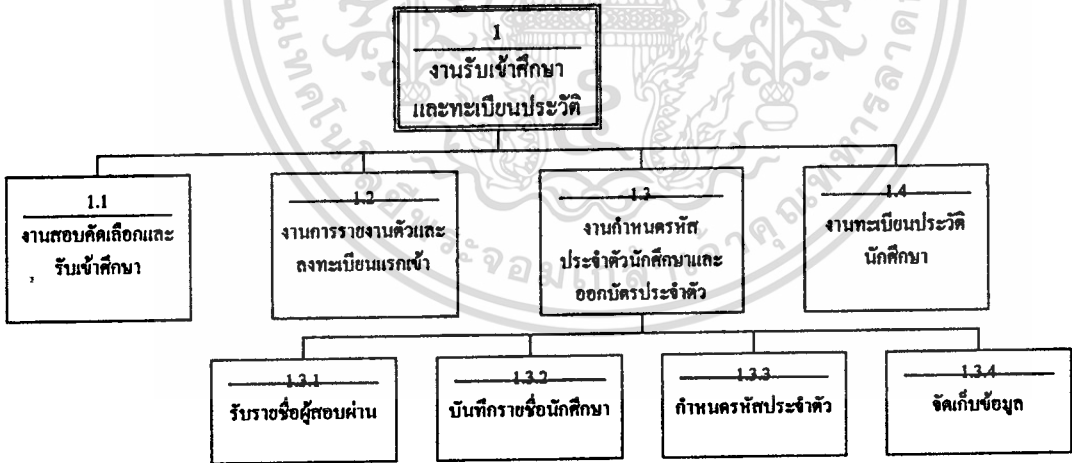 1
งานรับเข้าศึกษา
และทะเบียนประวัติ
1.1
งานสอบคัดเลือกและ
รับเข้าศึกษา
1.2
งานการรายงานตัวและ
ลงทะเบียนแรกเข้า
1.3
งานกำหนดรหัส
ประจำตัวนักศึกษาและ
ออกบัตรประจำตัว
1.4
งานทะเบียนประวัติ
นักศึกษา
1.3.1
รับรายชื่อผู้สอบผ่าน
1.3.2
บันทึกรายชื่อนักศึกษา
1.3.3
กำหนดรหัสประจำตัว
1.3.4
จัดเก็บข้อมูล